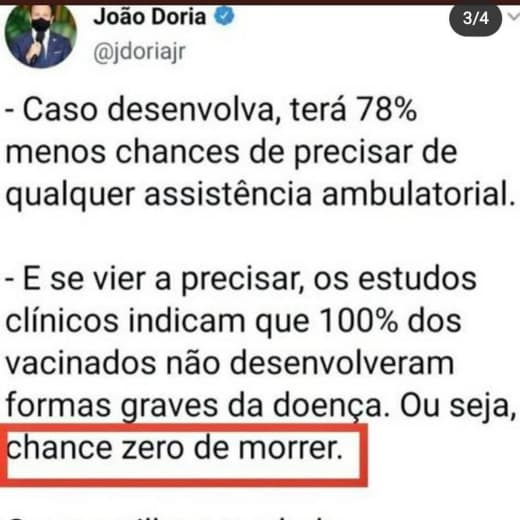 João Doria
@jdoriajr
3/4
- Caso desenvolva, terá 78%
menos chances de precisar de
qualquer assistência ambulatorial.
- E se vier a precisar, os estudos
clínicos indicam que 100% dos
vacinados não desenvolveram
formas graves da doença. Ou seja,
chance zero de morrer.